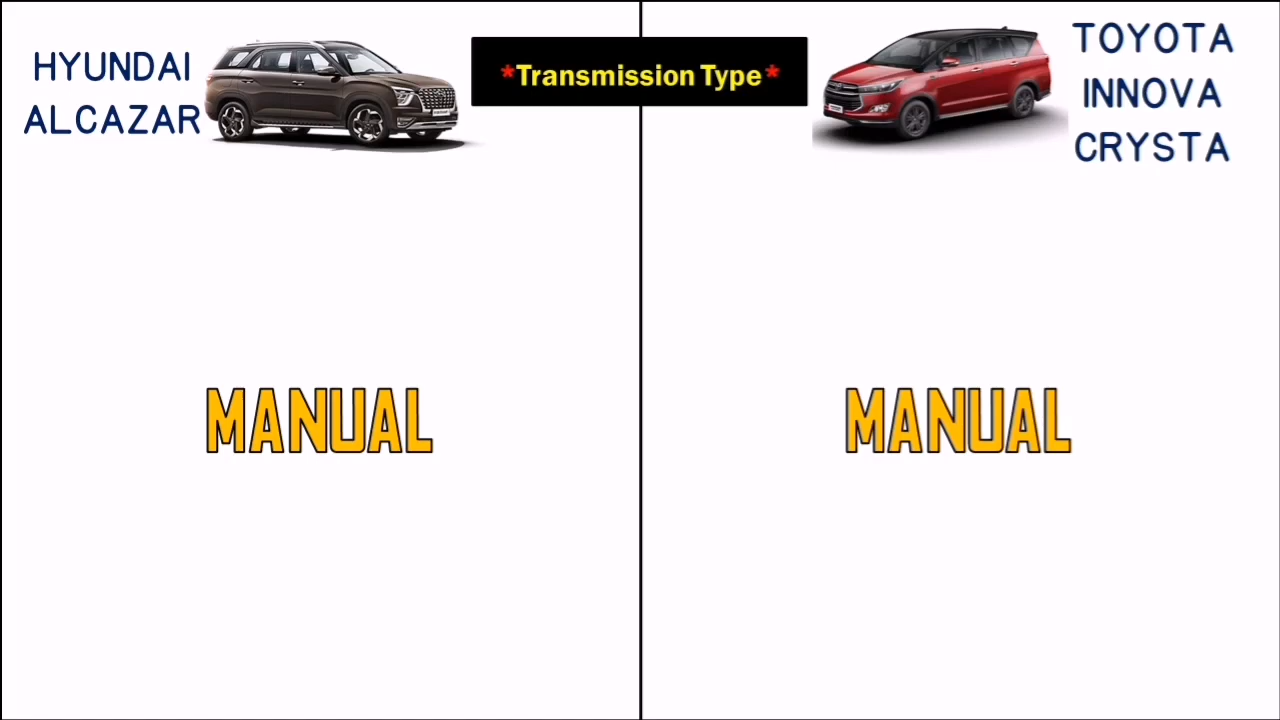 HYUNDAI
ALCAZAR
*Transmission Type*
TOYOTA
INNOVA
CRYSTA
MANUAL
MANUAL